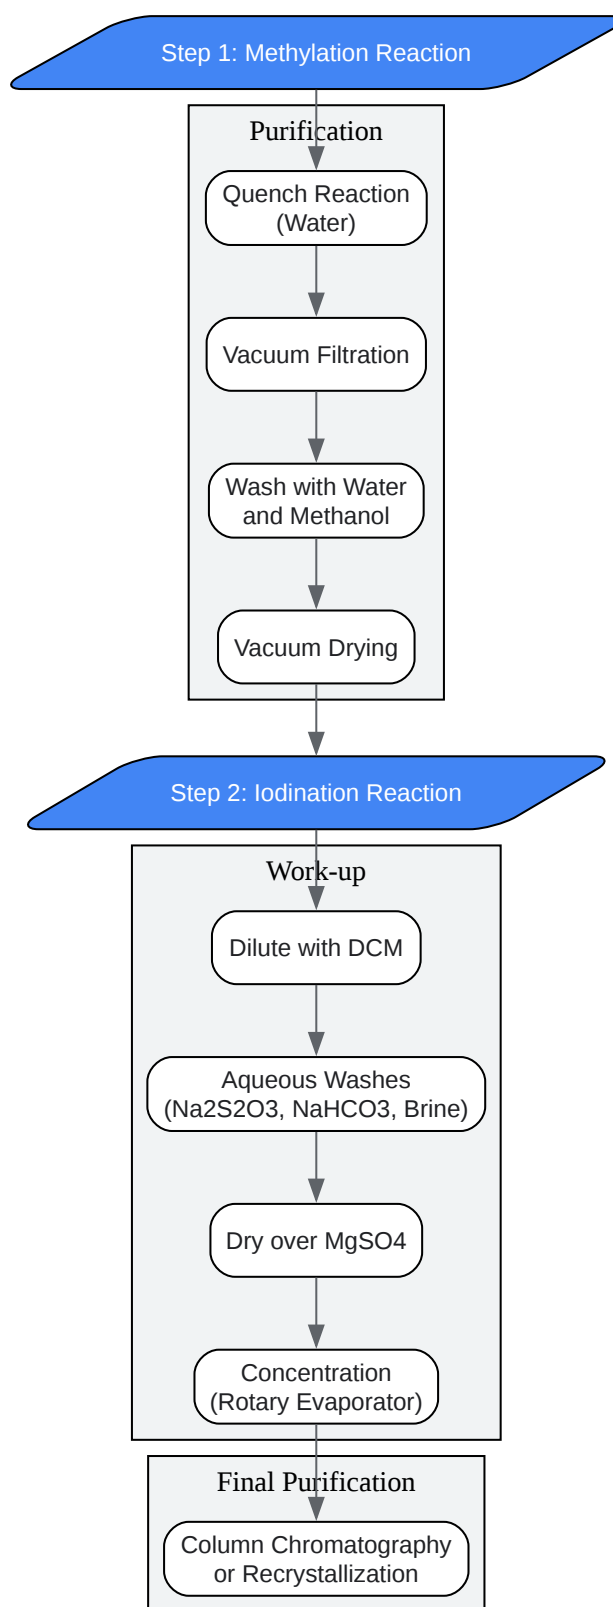 Step 1: Methylation Reaction
Purification
Quench Reaction
(Water)
Vacuum Filtration
Wash with Water
and Methanol
Vacuum Drying
Step 2: Iodination Reaction
Work-up
Dilute with DCM
Aqueous Washes
(Na2S2O3, NaHCO3, Brine)
Dry over MgSO4
Concentration
(Rotary Evaporator)
Final Purification
Column Chromatography
or Recrystallization